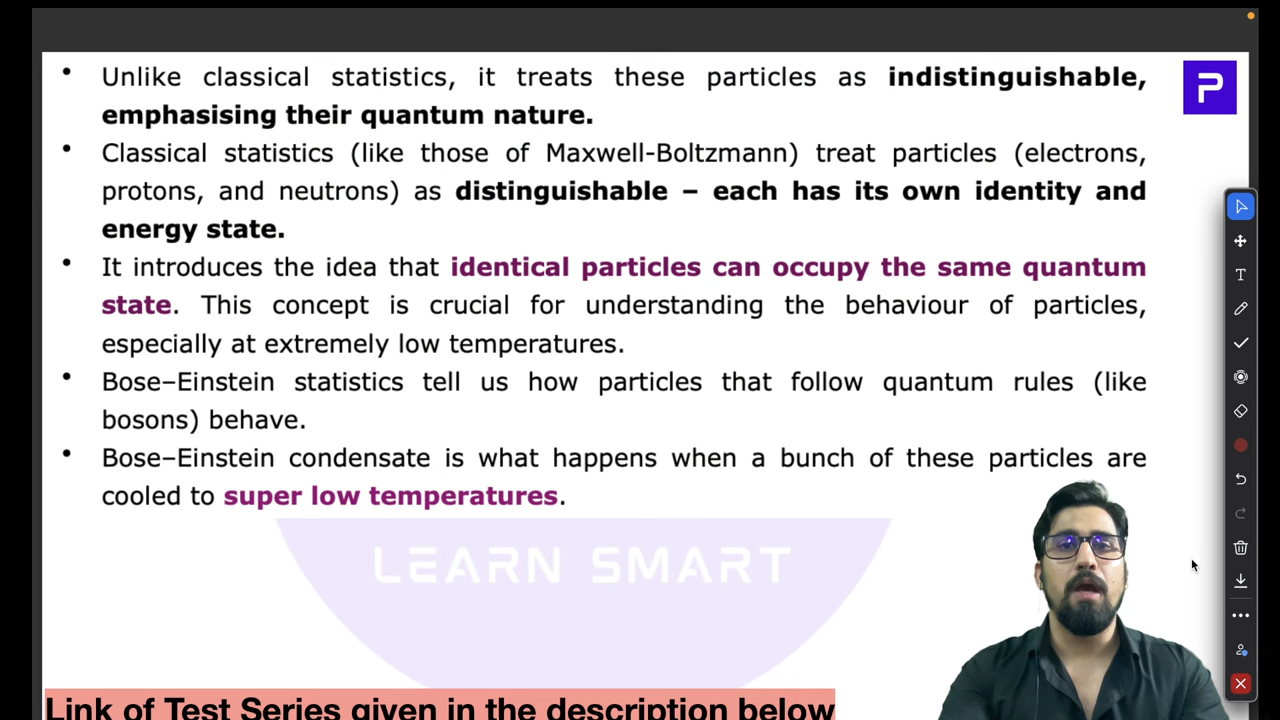 • Unlike classical statistics, it treats these particles as indistinguishable,
emphasising their quantum nature.
• Classical statistics (like those of Maxwell-Boltzmann) treat particles (electrons,
protons, and neutrons) as distinguishable – each has its own identity and
energy state.
• It introduces the idea that identical particles can occupy the same quantum
state. This concept is crucial for understanding the behaviour of particles,
especially at extremely low temperatures.
• Bose–Einstein statistics tell us how particles that follow quantum rules (like
bosons) behave.
• Bose–Einstein condensate is what happens when a bunch of these particles are
cooled to super low temperatures.
LEARN SMART
Link of Test Series given in the description below
P
T